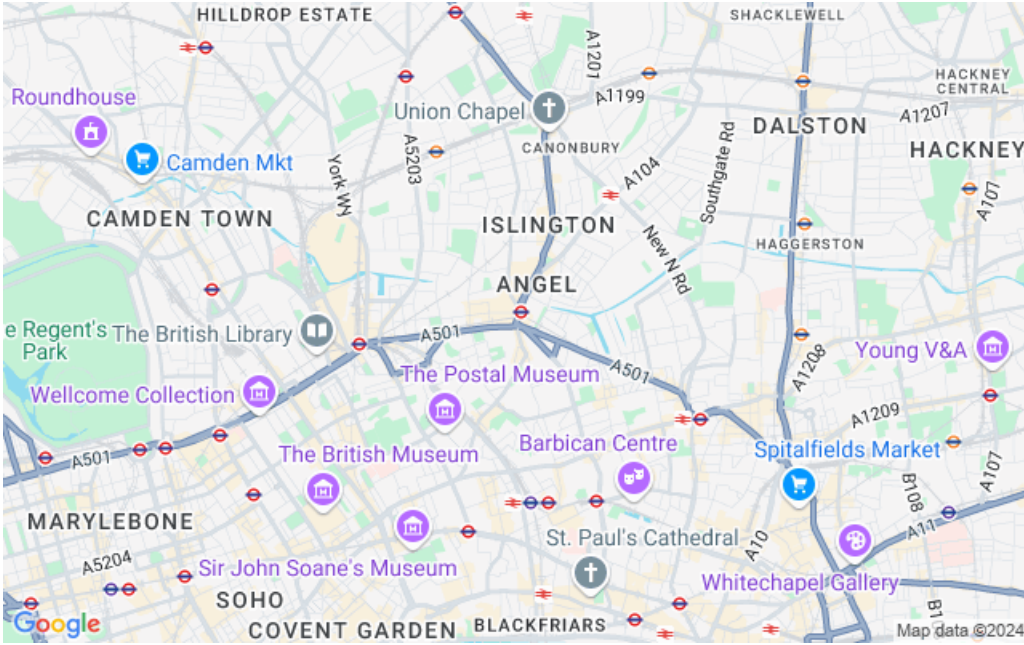 HILLDROP ESTATE
SHACKLEWELL
A1201
HACKNEY
CENTRAL
Roundhouse
A1199
Union Chapel
A1207
DALSTON
Camden Mkt
A5203
CANONBURY
HACKNEY
York WN
A104
Southgate Rd
A107
CAMDEN TOWN
ISLINGTON
New N Rd
HAGGERSTON
ANGEL
e Regent's
Park
The British Library
A501
A501
A1208
Young V&A
Wellcome Collection
The Postal Museum
A1209
A501
The British Museum
Barbican Centre
Spitalfields Market
A107
B108
MARYLEBONE
A11
A5204
St. Paul's Cathedral
A10
Sir John Soane's Museum
Whitechapel Gallery
SOHO
COVENT GARDEN
BLACKFRIARS
B1
Google
Map data ©2024